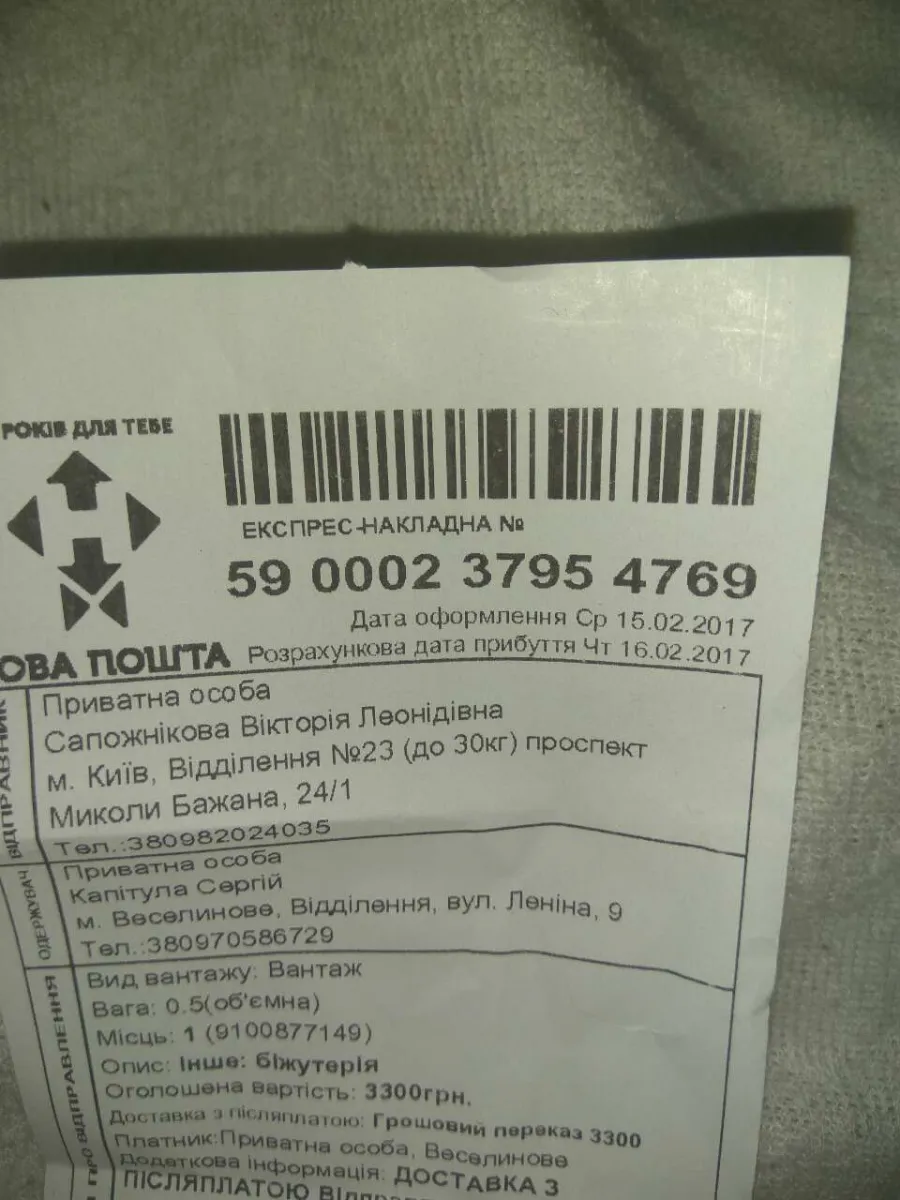 РОКІВ ДЛЯ ТЕБЕ
ЕКСПРЕС-НАКЛАДНА №
59 0002 3795 4769
Дата оформлення Ср 15.02.2017
ОВА ПОШТА
Розрахункова дата прибуття Чт 16.02.2017
ВІДПРАВНИК
Приватна особа
Сапожнікова Вікторія Леонідівна
м. Київ, Відділення №23 (до 30кг) проспект
Миколи Бажана, 24/1
Тел.:380982024035
ОДЕРЖУВАЧ
Приватна особа
Капітула Сергій
м. Веселинове, Відділення, вул. Леніна, 9
Тел.:380970586729
ПРО ВІДПРАВЛЕННЯ
Вид вантажу: Вантаж
Вага: 0.5(об'ємна)
Місць: 1 (9100877149)
Опис: Інше: біжутерія
Оголошена вартість: 3300грн.
Доставка з післяплатою: Грошовий переказ 3300
Платник:Приватна особа, Веселинове
Додаткова інформація: ДОСТАВКА З
ПІСЛЯПЛАТОЮ